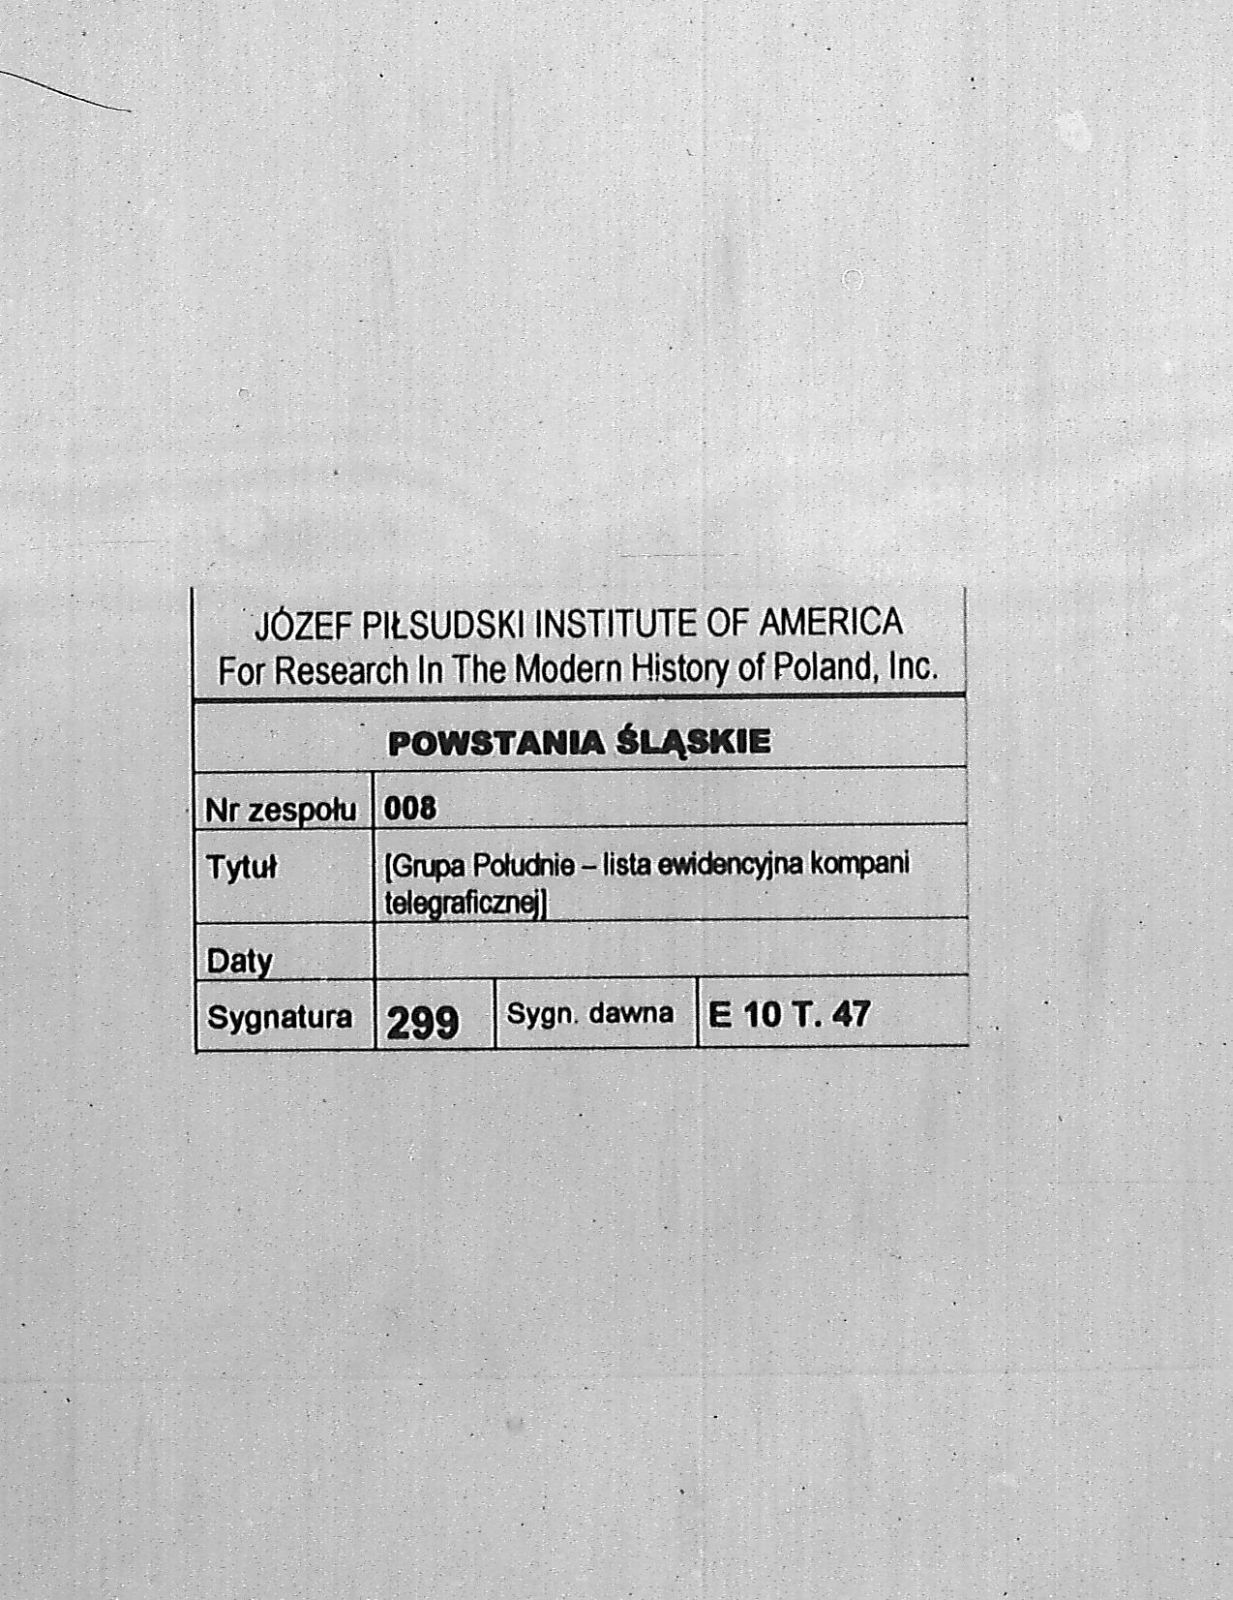 JÓZEF PIŁSUDSKI INSTITUTE OF AMERICA
For Research In The Modern History of Poland, Inc.
POWSTANIA ŚLĄSKIE
Nr zespołu 008
Tytuł [Grupa Południe – lista ewidencyjna kompani
telegraficznej]
Daty
Sygnatura 299 Sygn. dawna E 10 T. 47